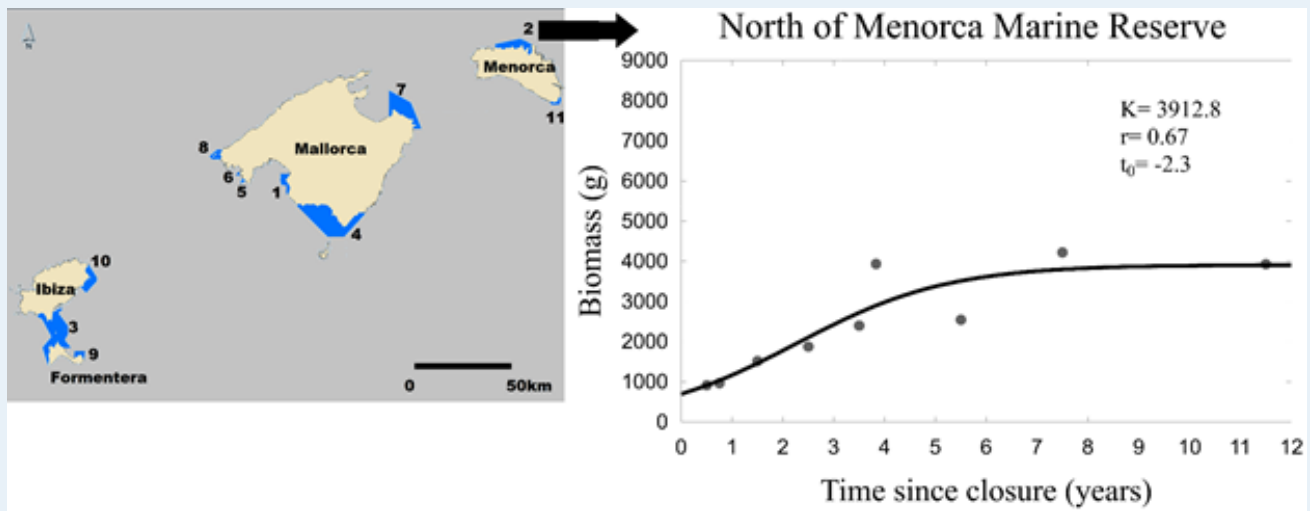 N
2
Menorca
11
7
8
Mallorca
6
5
1
4
10
Ibiza
3
9
Formentera
0 50km
North of Menorca Marine Reserve
9000
8000
7000
6000
5000
4000
3000
2000
1000
0
Biomass (g)
K= 3912.8
r= 0.67
t₀= -2.3
0 1 2 3 4 5 6 7 8 9 10 11 12
Time since closure (years)